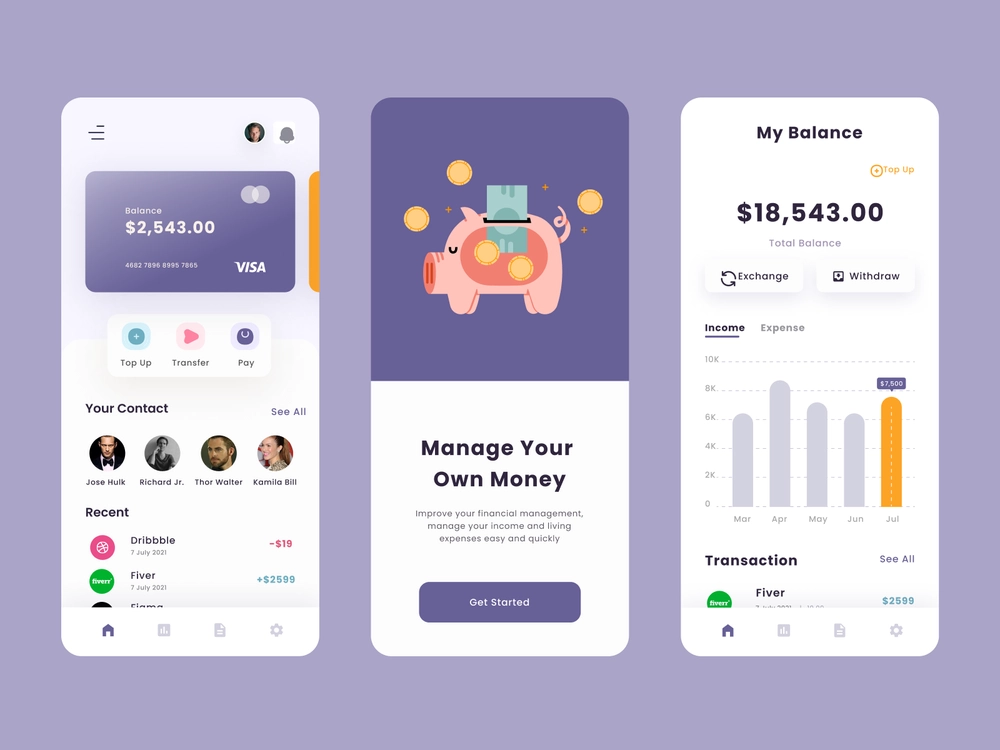 Balance
$2,543.00
4682 7896 8995 7865
VISA
Top Up
Transfer
Pay
Your Contact
See All
Jose Hulk
Richard Jr.
Thor Walter
Kamila Bill
Recent
Dribbble
7 July 2021
-$19
fiverr
Fiver
7 July 2021
+$2599
Figma
Manage Your
Own Money
Improve your financial management,
manage your income and living
expenses easy and quickly
Get Started
My Balance
Top Up
$18,543.00
Total Balance
Exchange
Withdraw
Income
Expense
10K
8K
6K
4K
2K
0
$7,500
Mar
Apr
May
Jun
Jul
Transaction
See All
fiverr
Fiver
7 July 2021
$2599